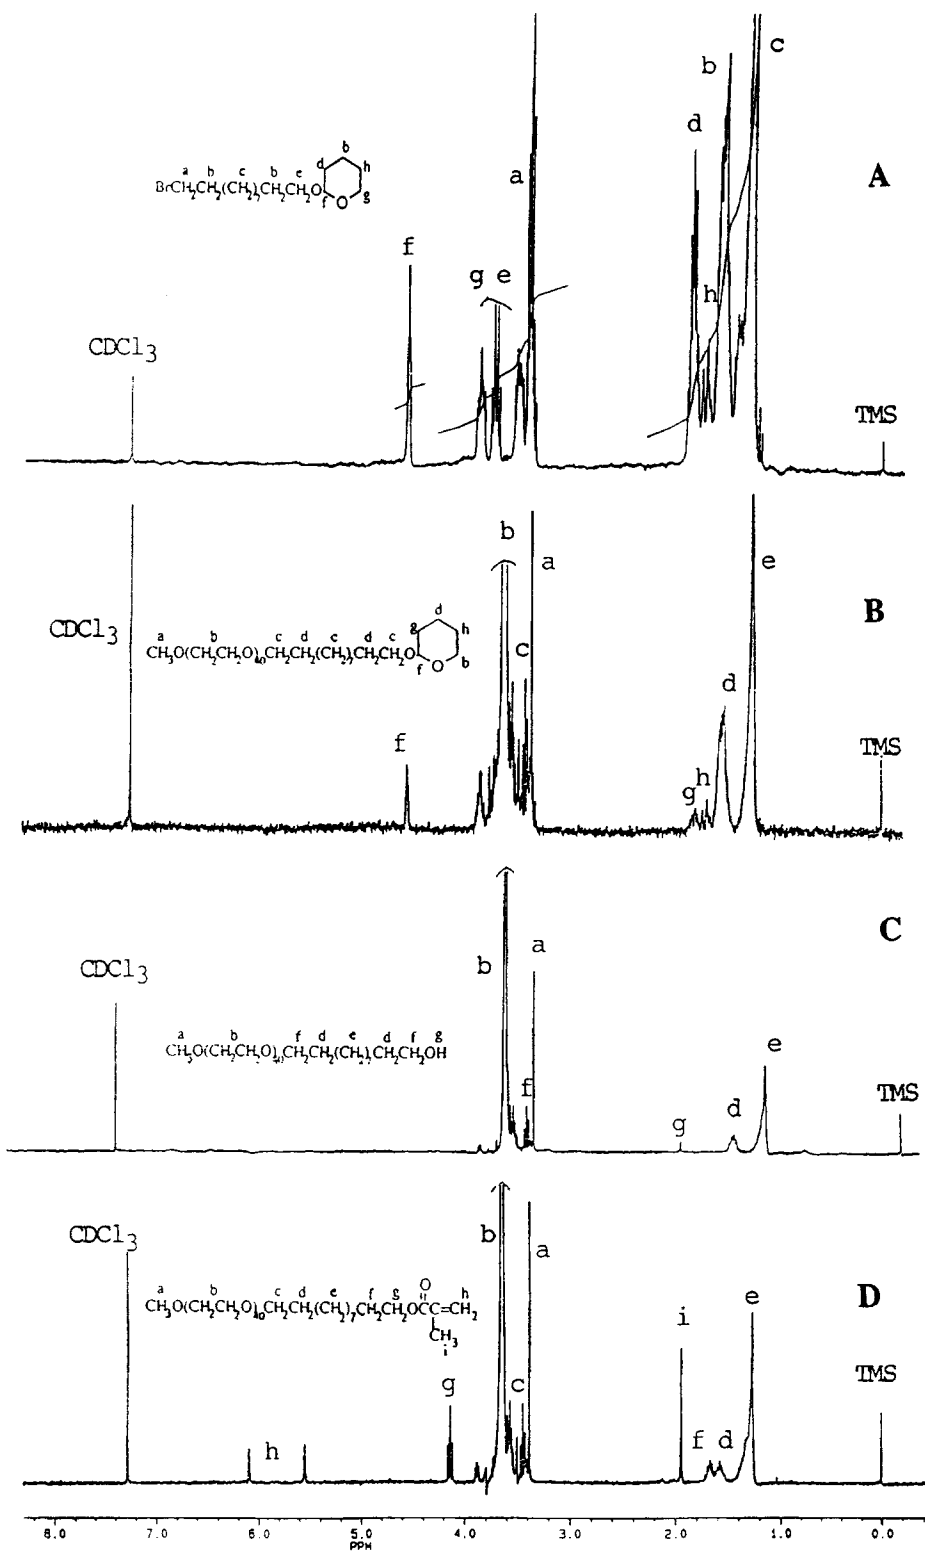 c
b
d
A
a
d b h
a b c b e
BrCH2CH2(CH2)7CH2CH2O
f O g
f
g e
h
CDCl3
TMS
b
a
e
B
CDCl3
d
g h
a b c d e d c
CH3O(CH2CH2O)40CH2CH2(CH2)7CH2CH2O
f O b
c
d
f
TMS
g h
C
a
b
CDCl3
a b f d e d f g
CH3O(CH2CH2O)40CH2CH2(CH2)7CH2CH2OH
e
f
d
g
TMS
b
CDCl3
a
D
a b c d e f g O h
CH3O(CH2CH2O)40CH2CH2(CH2)7CH2CH2OCC=CH2
CH3
i
i
e
TMS
g
c
f d
h
8.0 7.0 6.0 5.0 4.0 3.0 2.0 1.0 0.0
PPM